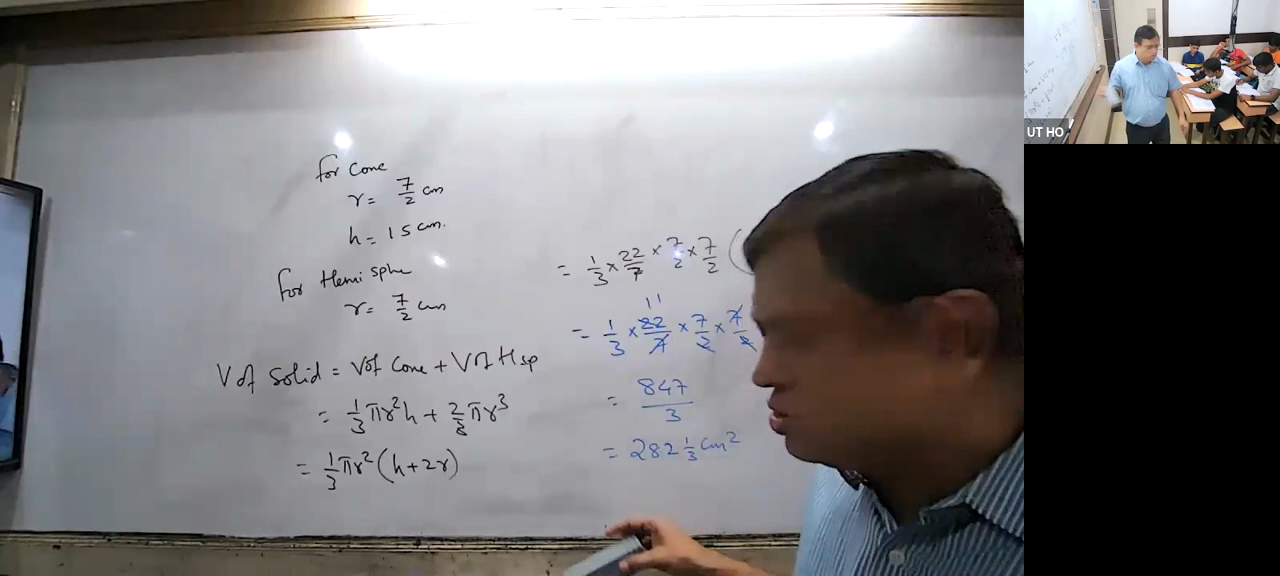 for Cone
r = 7/2 cm
h = 15 cm.
for Hemi sphe
r = 7/2 cm
V of Solid = V of Cone + V of Hsp
= 1/3 πr²h + 2/3 πr³
= 1/3 πr² (h + 2r)
= 1/3 × 22/7 × 7/2 × 7/2 (
11
= 1/3 × 22/7 × 7/2 × 7/2
= 847/3
= 282 1/3 cm²
UT HO